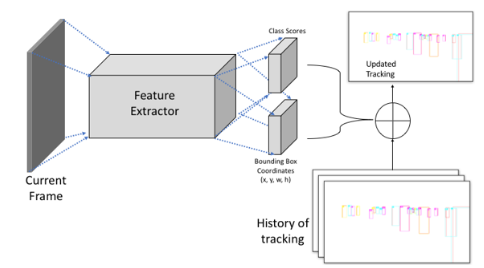 Class Scores
Updated
Tracking
Feature
Extractor
Bounding Box
Coordinates
(x, y, w, h)
Current
Frame
History of
tracking